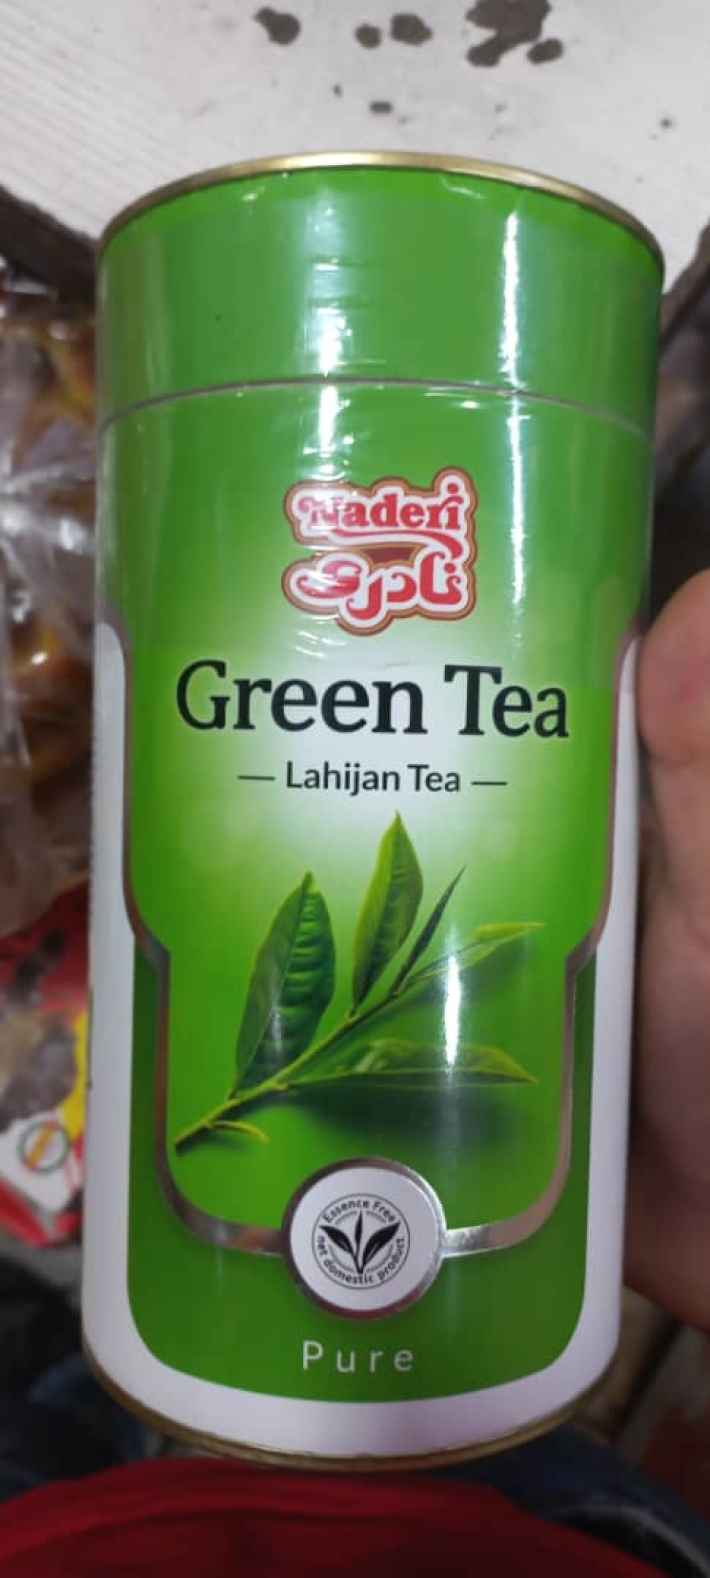 Naderi
نادری
Green Tea
— Lahijan Tea —
Essence Free
net domestic product
Pure